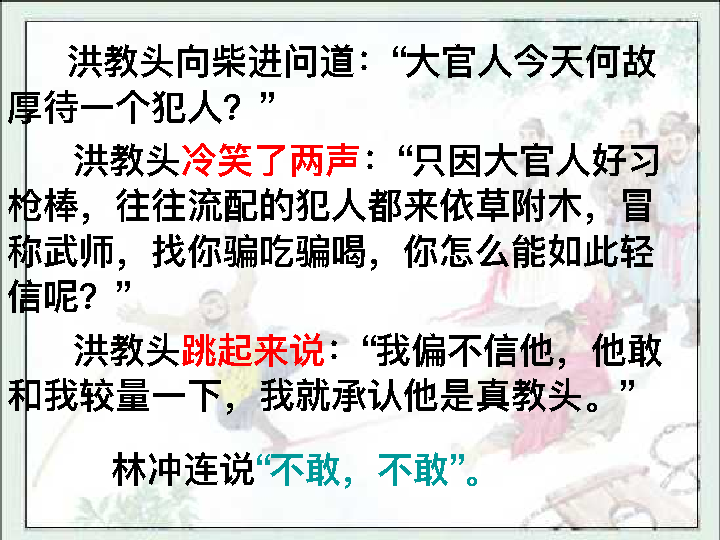 洪教头向柴进问道：“大官人今天何故
厚待一个犯人？”
洪教头冷笑了两声：“只因大官人好习
枪棒，往往流配的犯人都来依草附木，冒
称武师，找你骗吃骗喝，你怎么能如此轻
信呢？”
洪教头跳起来说：“我偏不信他，他敢
和我较量一下，我就承认他是真教头。”
林冲连说“不敢，不敢”。